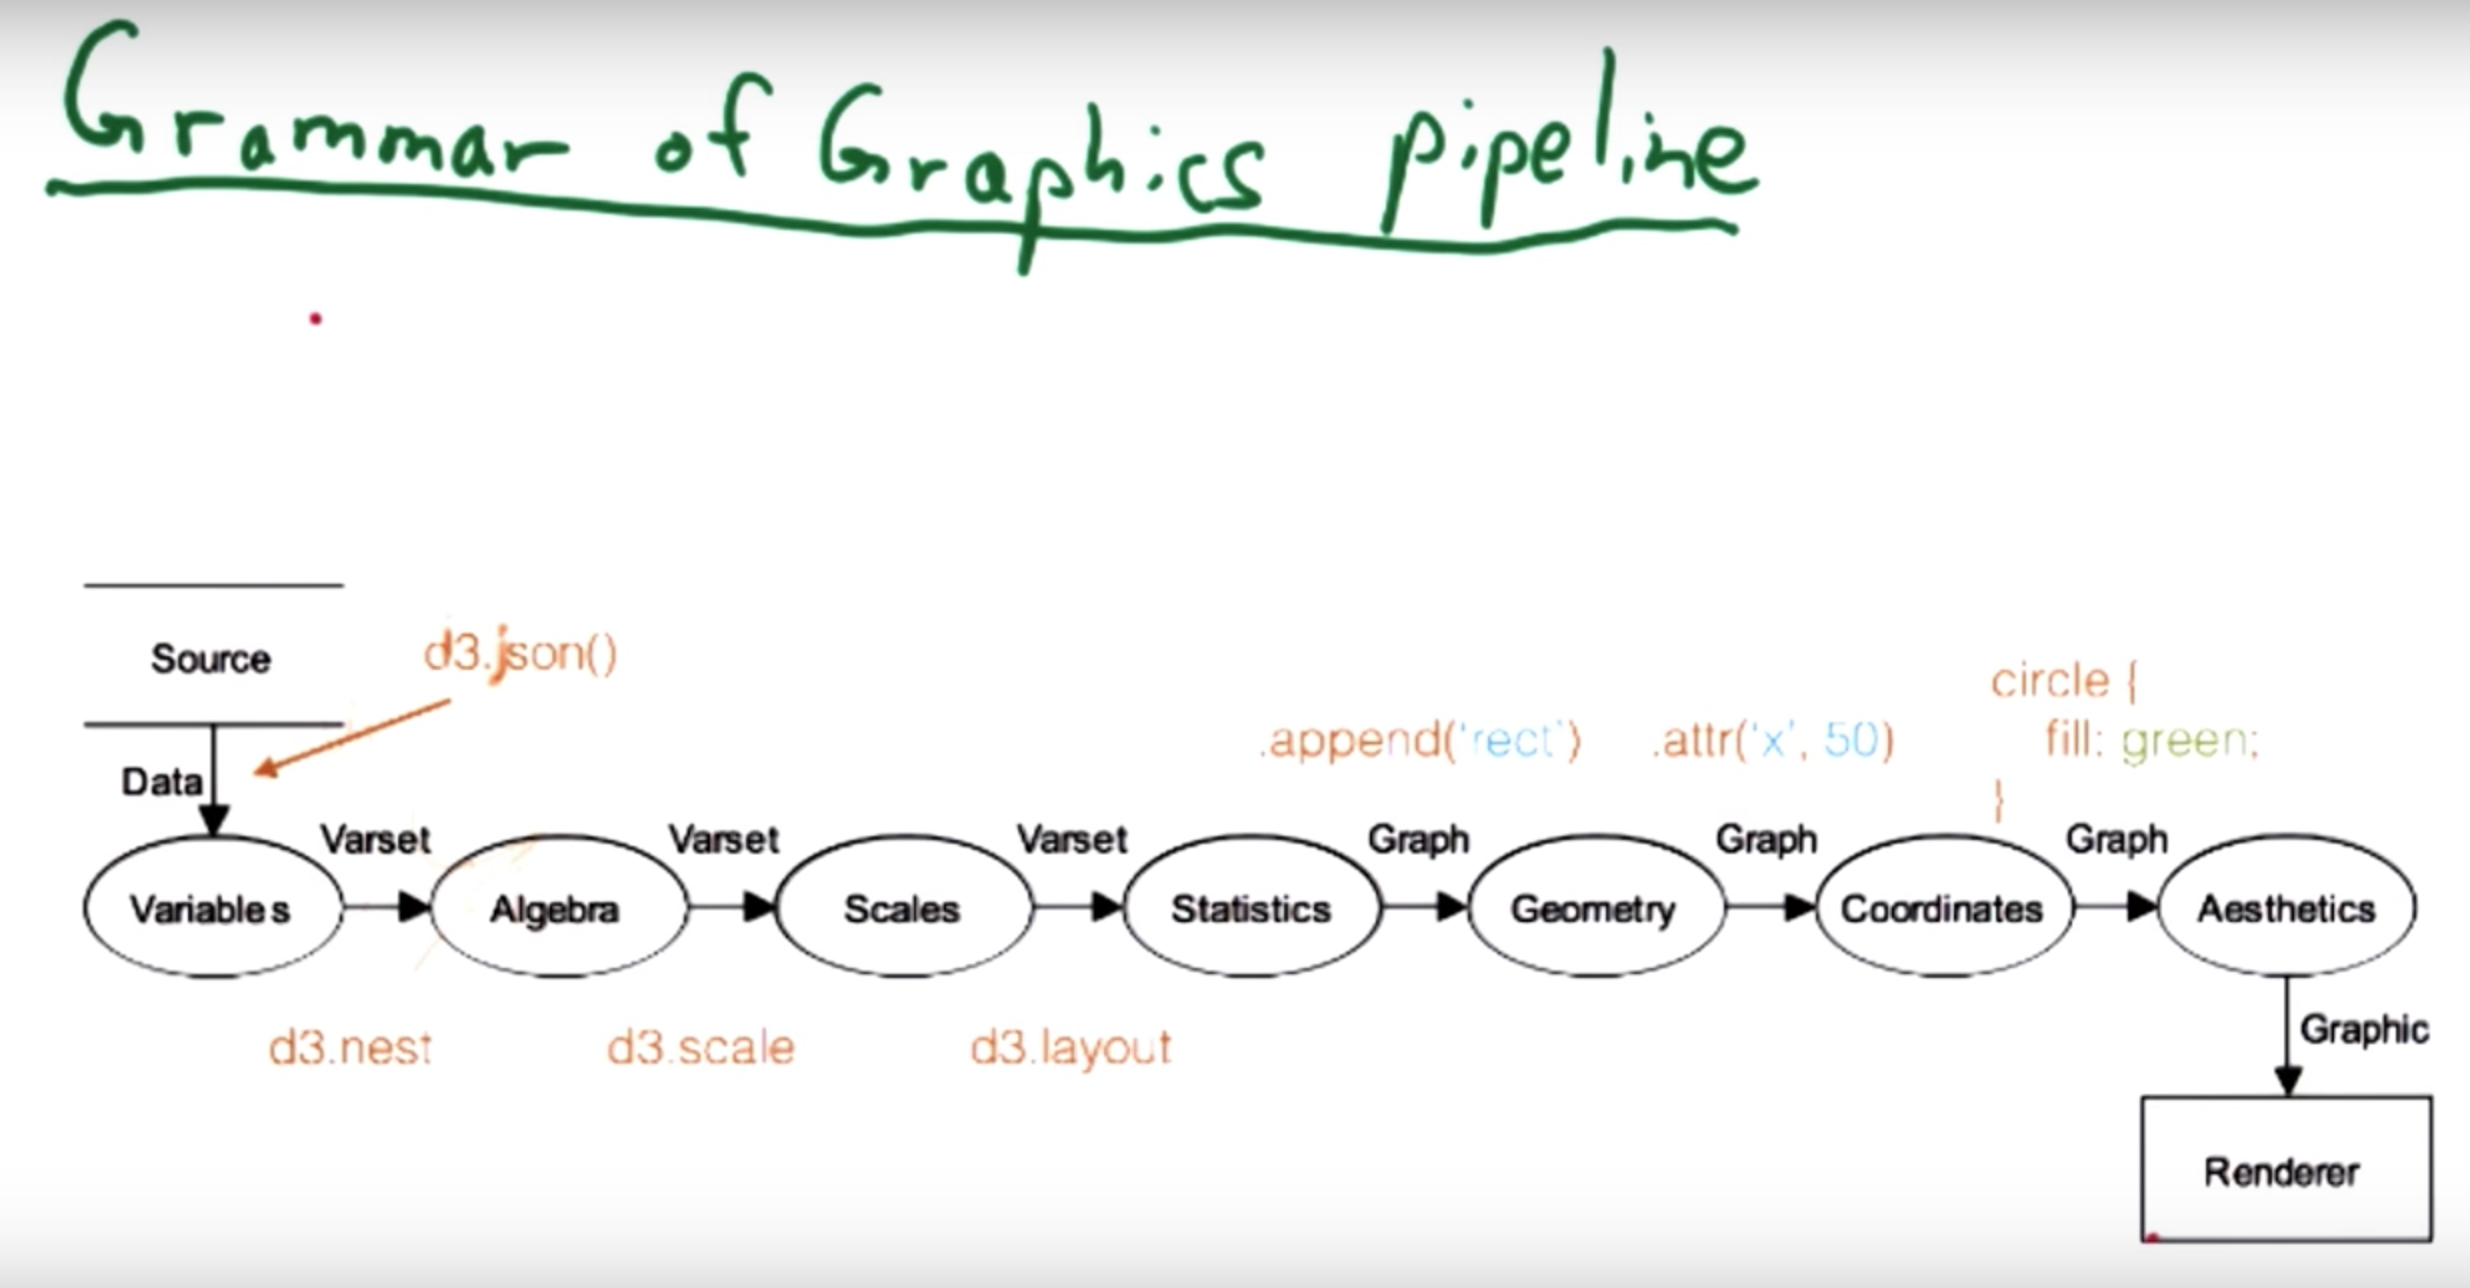 Grammar of Graphics pipeline
Source
d3.json()
circle {
.append('rect`)
.attr('x', 50)
fill: green;
Data
}
Varset
Varset
Varset
Graph
Graph
Graph
Variables
Algebra
Scales
Statistics
Geometry
Coordinates
Aesthetics
d3.nest
d3.scale
d3.layout
Graphic
Renderer